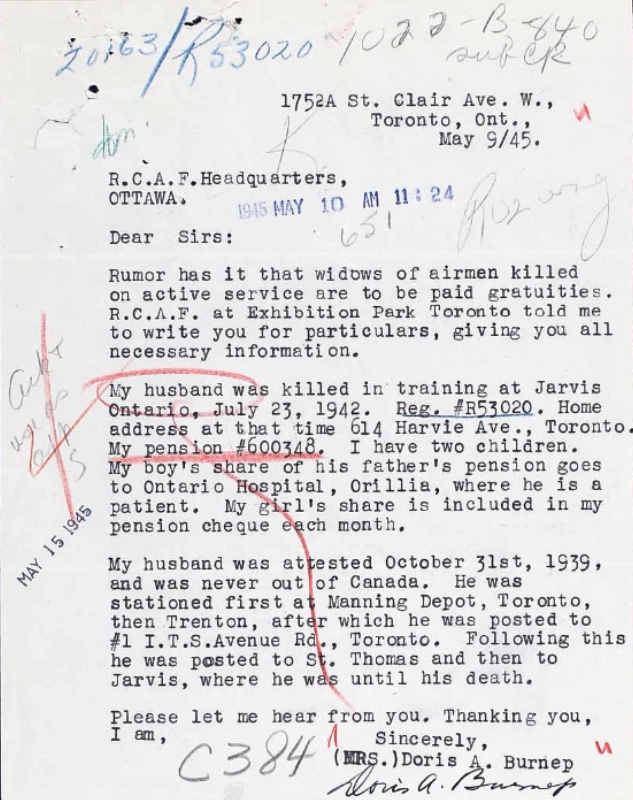 20163/R53020 1022-B-840
sub CR
1752A St. Clair Ave. W.,
Toronto, Ont.,
May 9/45.
R.C.A.F.Headquarters,
OTTAWA.
1945 MAY 10 AM 11:24
651
Dear Sirs:
Rumor has it that widows of airmen killed
on active service are to be paid gratuities.
R.C.A.F. at Exhibition Park Toronto told me
to write you for particulars, giving you all
necessary information.
My husband was killed in training at Jarvis
Ontario, July 23, 1942. Reg. #R53020. Home
address at that time 614 Harvie Ave., Toronto.
My pension #600348. I have two children.
My boy's share of his father's pension goes
to Ontario Hospital, Orillia, where he is a
patient. My girl's share is included in my
pension cheque each month.
MAY 15 1945
My husband was attested October 31st, 1939,
and was never out of Canada. He was
stationed first at Manning Depot, Toronto,
then Trenton, after which he was posted to
#1 I.T.S.Avenue Rd., Toronto. Following this
he was posted to St. Thomas and then to
Jarvis, where he was until his death.
Please let me hear from you. Thanking you,
I am,
Sincerely,
(MRS.)Doris A. Burnep
C384
Doris A. Burnep